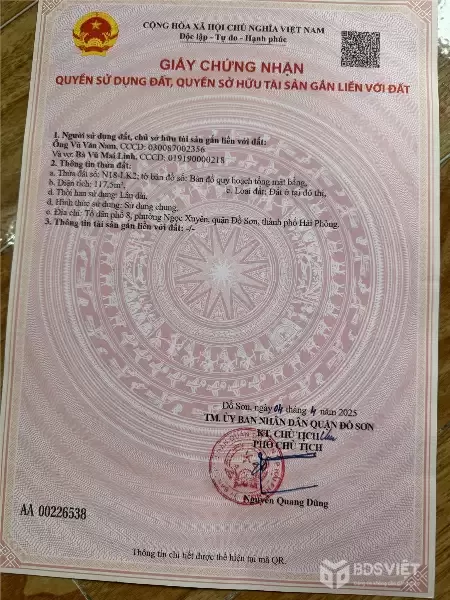 CỘNG HÒA XÃ HỘI CHỦ NGHĨA VIỆT NAM
Độc lập - Tự do - Hạnh phúc
GIẤY CHỨNG NHẬN
QUYỀN SỬ DỤNG ĐẤT, QUYỀN SỞ HỮU TÀI SẢN GẮN LIỀN VỚI ĐẤT
1. Người sử dụng đất, chủ sở hữu tài sản gắn liền với đất:
Ông Vũ Văn Nam, CCCD: 030087002356
Và vợ: Bà Vũ Mai Linh, CCCD: 019190000218
2. Thông tin thửa đất:
a. Thửa đất số: N18-LK2; tờ bản đồ số: Bản đồ quy hoạch tổng mặt bằng,
b. Diện tích: 117,5m², c. Loại đất: Đất ở tại đô thị,
d. Thời hạn sử dụng: Lâu dài,
đ. Hình thức sử dụng: Sử dụng chung,
e. Địa chỉ: Tổ dân phố 8, phường Ngọc Xuyên, quận Đồ Sơn, thành phố Hải Phòng.
3. Thông tin tài sản gắn liền với đất: -/-
Đồ Sơn, ngày 04 tháng 4 năm 2025
TM. ỦY BAN NHÂN DÂN QUẬN ĐỒ SƠN
KT. CHỦ TỊCH
PHÓ CHỦ TỊCH
Nguyễn Quang Dũng
AA 00226538
Thông tin chi tiết được thể hiện tại mã QR.
BDSVIỆT